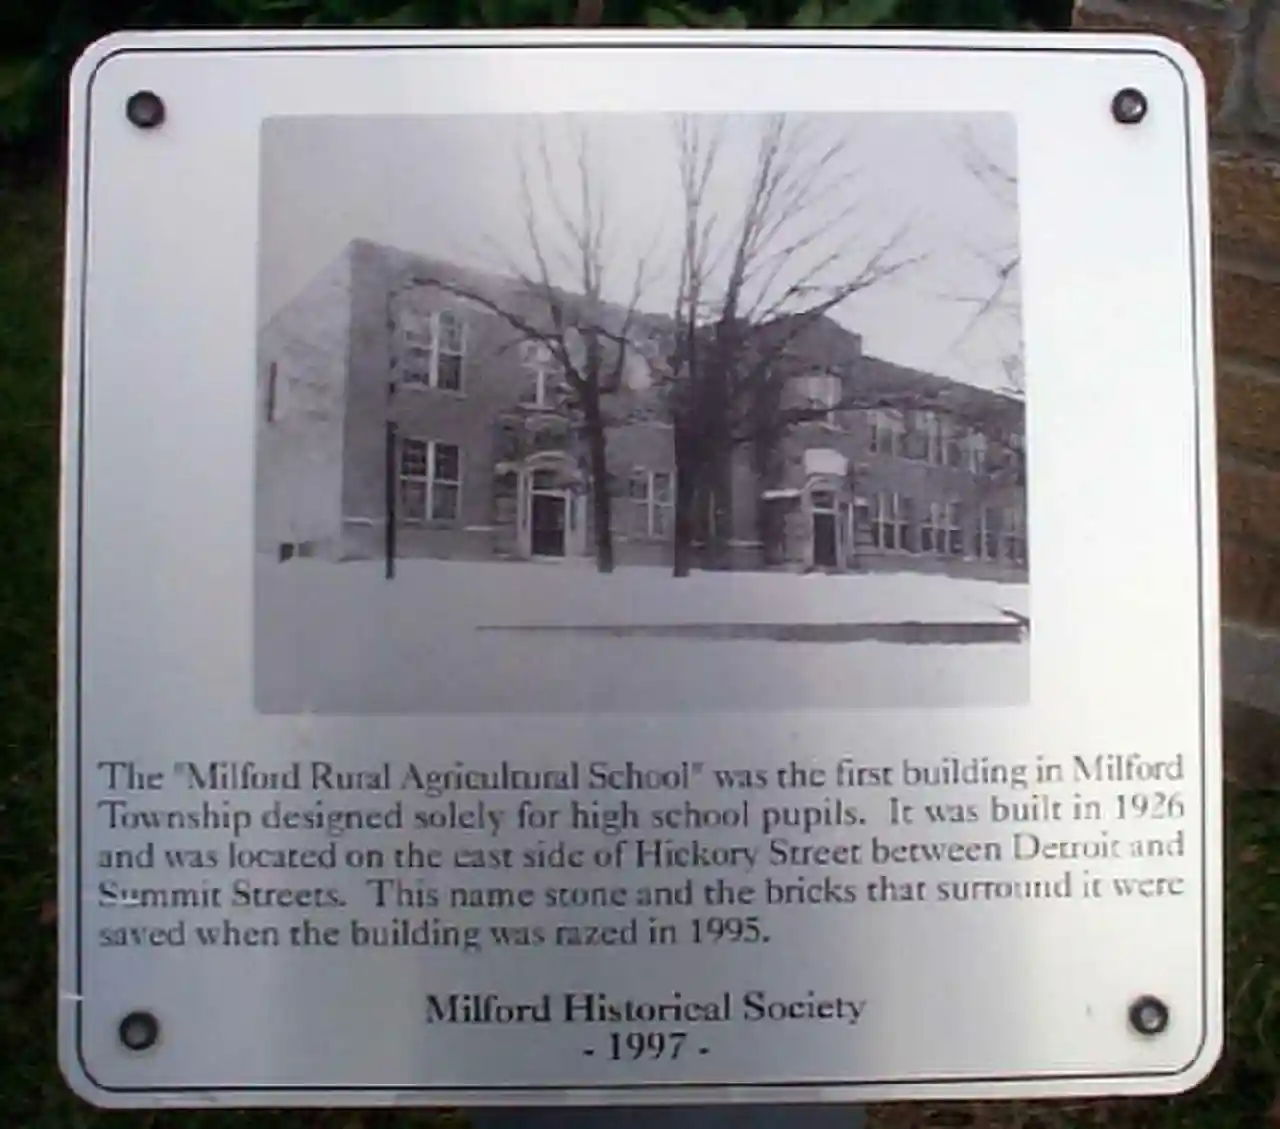 The "Milford Rural Agricultural School" was the first building in Milford
Township designed solely for high school pupils. It was built in 1926
and was located on the east side of Hickory Street between Detroit and
Summit Streets. This name stone and the bricks that surround it were
saved when the building was razed in 1995.
Milford Historical Society
- 1997 -